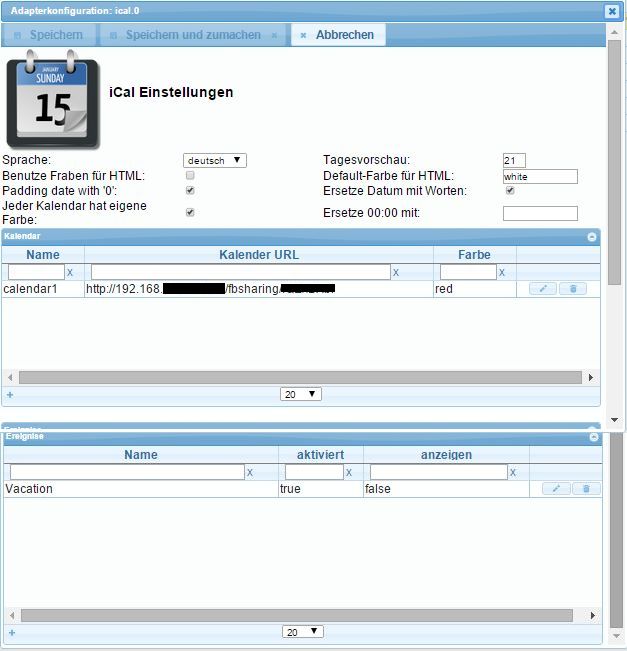 Adapterkonfiguration: ical.0
Speichern Speichern und zumachen Abbrechen
JANUARY
SUNDAY
15
iCal Einstellungen
Sprache: deutsch Tagesvorschau: 21
Benutze Fraben für HTML: Default-Farbe für HTML: white
Padding date with '0': Ersetze Datum mit Worten:
Jeder Kalendar hat eigene Farbe: Ersetze 00:00 mit:
Kalendar
Name Kalender URL Farbe
x x x
calendar1 http://192.168. /fbsharing/ red
20
Ereignise
Ereignise
Name aktiviert anzeigen
x x x
Vacation true false
20